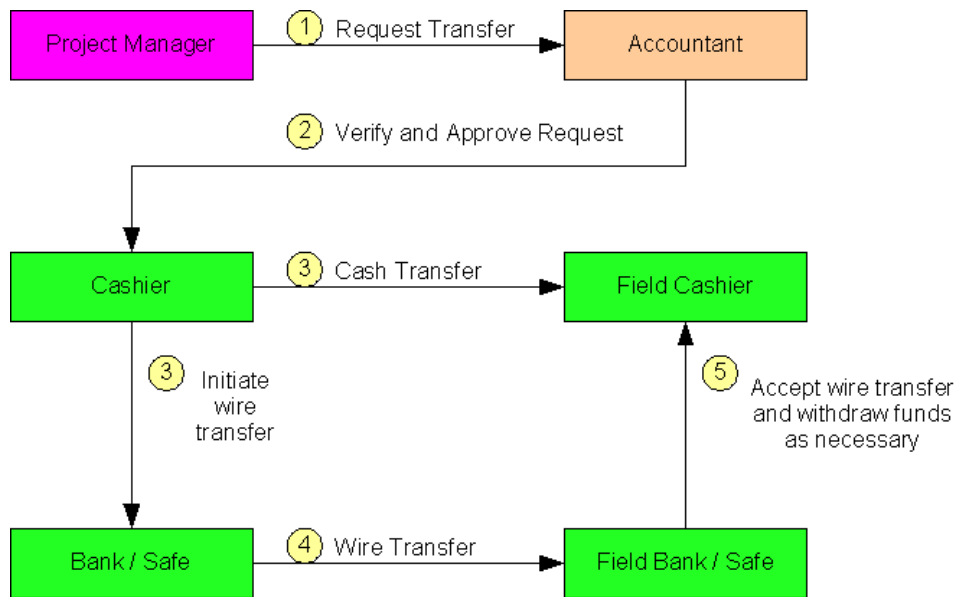 Project Manager
1 Request Transfer
Accountant
2 Verify and Approve Request
Cashier
3 Cash Transfer
Field Cashier
3 Initiate
wire
transfer
5 Accept wire transfer
and withdraw funds
as necessary
Bank / Safe
4 Wire Transfer
Field Bank / Safe